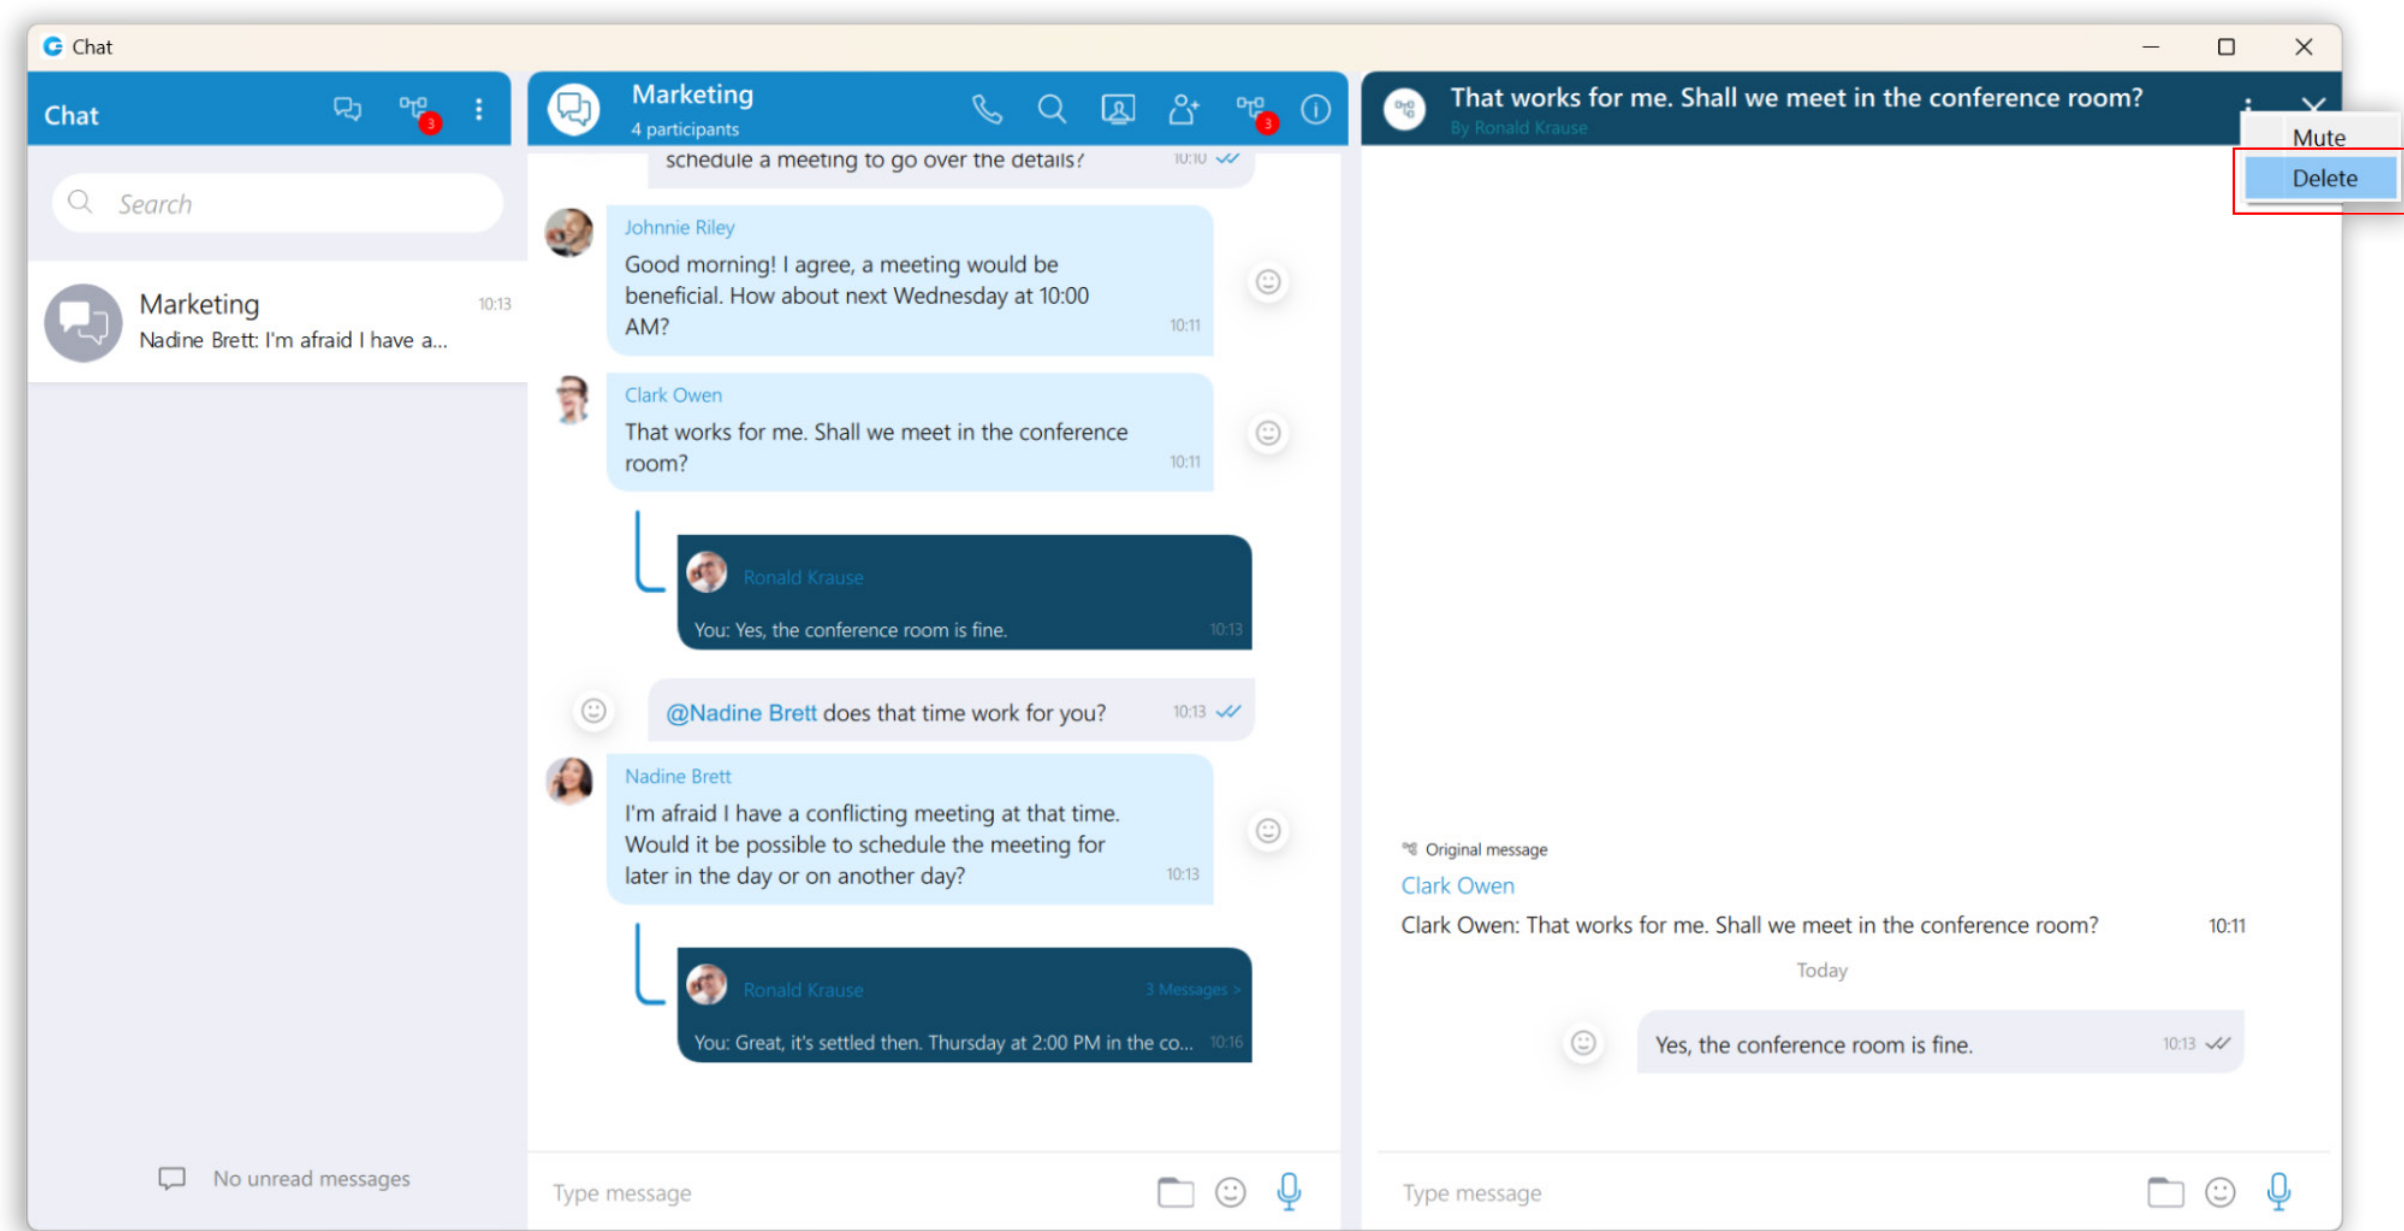 Chat
Chat
3
Search
Marketing
10:13
Nadine Brett: I'm afraid I have a...
No unread messages
Marketing
4 participants
3
schedule a meeting to go over the details?
10:10
Johnnie Riley
Good morning! I agree, a meeting would be
beneficial. How about next Wednesday at 10:00
AM?
10:11
Clark Owen
That works for me. Shall we meet in the conference
room?
10:11
Ronald Krause
You: Yes, the conference room is fine.
10:13
@Nadine Brett does that time work for you?
10:13
Nadine Brett
I'm afraid I have a conflicting meeting at that time.
Would it be possible to schedule the meeting for
later in the day or on another day?
10:13
Ronald Krause
3 Messages >
You: Great, it's settled then. Thursday at 2:00 PM in the co...
10:16
Type message
That works for me. Shall we meet in the conference room?
By Ronald Krause
Mute
Delete
Original message
Clark Owen
Clark Owen: That works for me. Shall we meet in the conference room?
10:11
Today
Yes, the conference room is fine.
10:13
Type message